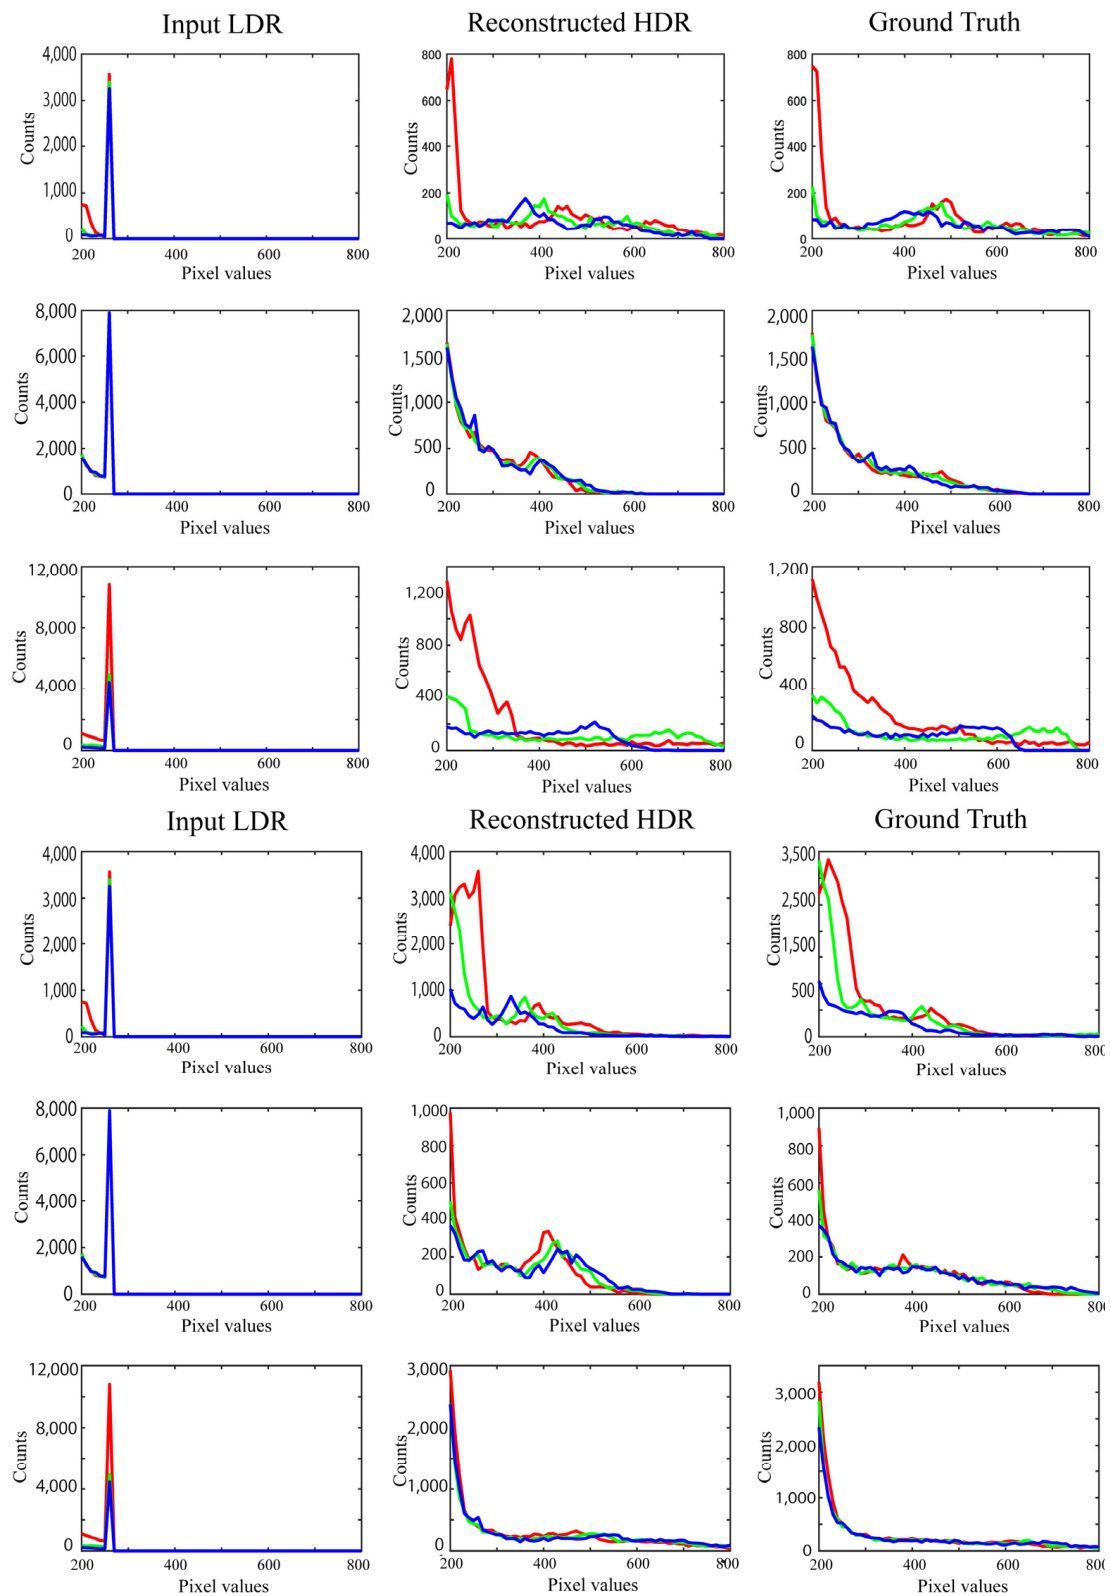 Input LDR Reconstructed HDR Ground Truth
4,000 3,000 2,000 1,000 0 Counts 200 400 600 800 Pixel values
800 600 400 200 0 Counts 200 400 600 800 Pixel values
800 600 400 200 0 Counts 200 400 600 800 Pixel values
8,000 6,000 4,000 2,000 0 Counts 200 400 600 800 Pixel values
2,000 1,500 1,000 500 0 Counts 200 400 600 800 Pixel values
2,000 1,500 1,000 500 0 Counts 200 400 600 800 Pixel values
12,000 8,000 4,000 0 Counts 200 400 600 800 Pixel values
1,200 800 400 0 Counts 200 400 600 800 Pixel values
1,200 800 400 0 Counts 200 400 600 800 Pixel values
Input LDR Reconstructed HDR Ground Truth
4,000 3,000 2,000 1,000 0 Counts 200 400 600 800 Pixel values
4,000 3,000 2,000 1,000 0 Counts 200 400 600 800 Pixel values
3,500 2,500 1,500 500 0 Counts 200 400 600 800 Pixel values
8,000 6,000 4,000 2,000 0 Counts 200 400 600 800 Pixel values
1,000 800 600 400 200 0 Counts 200 400 600 800 Pixel values
1,000 800 600 400 200 0 Counts 200 400 600 800 Pixel values
12,000 8,000 4,000 0 Counts 200 400 600 800 Pixel values
3,000 2,000 1,000 0 Counts 200 400 600 800 Pixel values
3,000 2,000 1,000 0 Counts 200 400 600 800 Pixel values